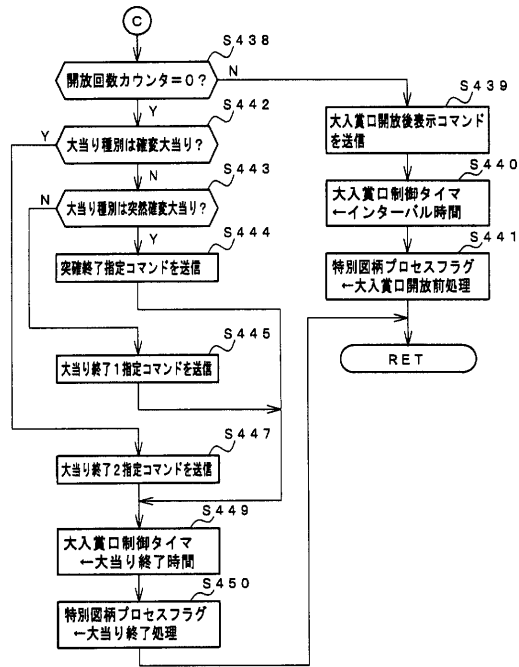 C
S438
開放回数カウンタ＝０？
N
Y
S439
大入賞口開放後表示コマンド
を送信
S442
Y
大当り種別は確変大当り？
N
S440
大入賞口制御タイマ
←インターバル時間
S443
N
大当り種別は突然確変大当り？
Y
S441
特別図柄プロセスフラグ
←大入賞口開放前処理
S444
突確終了指定コマンドを送信
RET
S445
大当り終了１指定コマンドを送信
S447
大当り終了２指定コマンドを送信
S449
大入賞口制御タイマ
←大当り終了時間
S450
特別図柄プロセスフラグ
←大当り終了処理